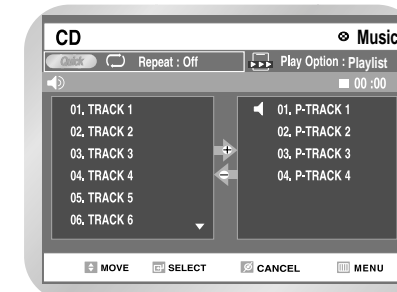 CD
Music
Quick Repeat : Off Play Option : Playlist
00 :00
01. TRACK 1
02. TRACK 2
03. TRACK 3
04. TRACK 4
05. TRACK 5
06. TRACK 6
01. P-TRACK 1
02. P-TRACK 2
03. P-TRACK 3
04. P-TRACK 4
MOVE SELECT CANCEL MENU